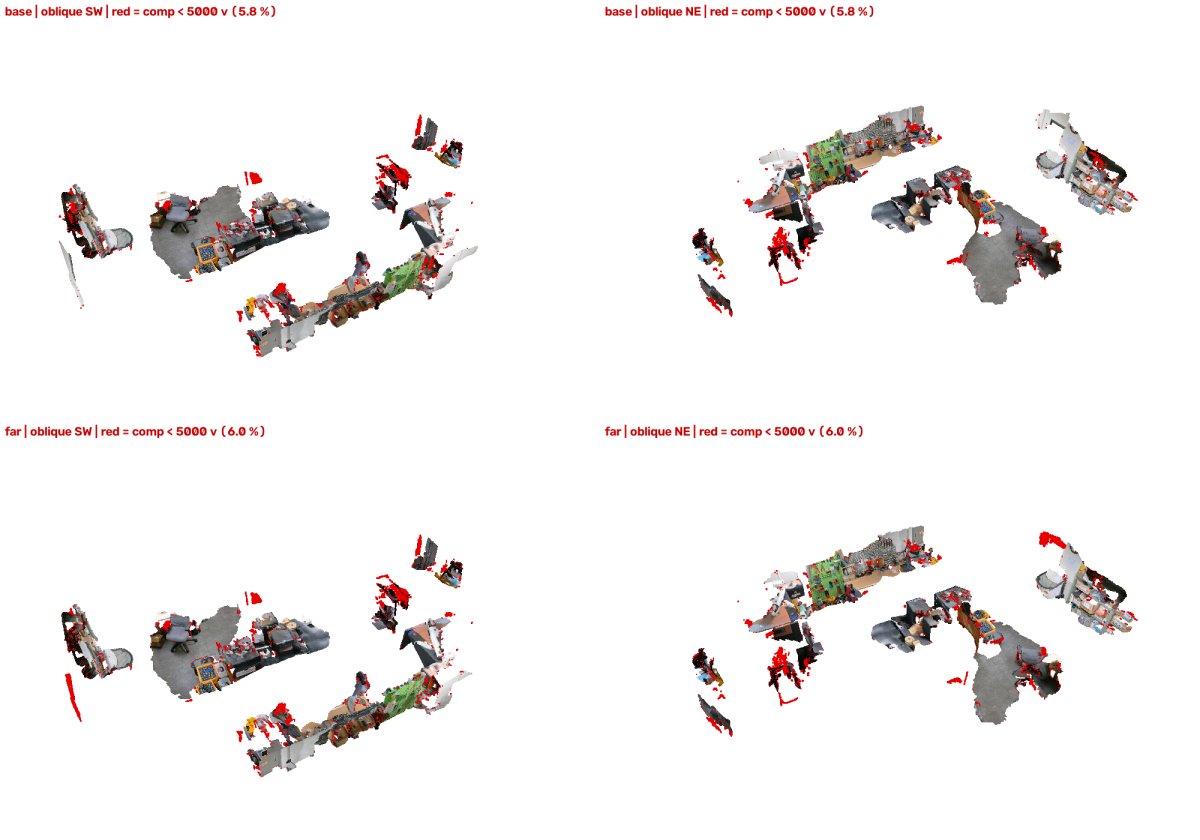 base | oblique SW | red = comp < 5000 v (5.8 %)
base | oblique NE | red = comp < 5000 v (5.8 %)
far | oblique SW | red = comp < 5000 v (6.0 %)
far | oblique NE | red = comp < 5000 v (6.0 %)